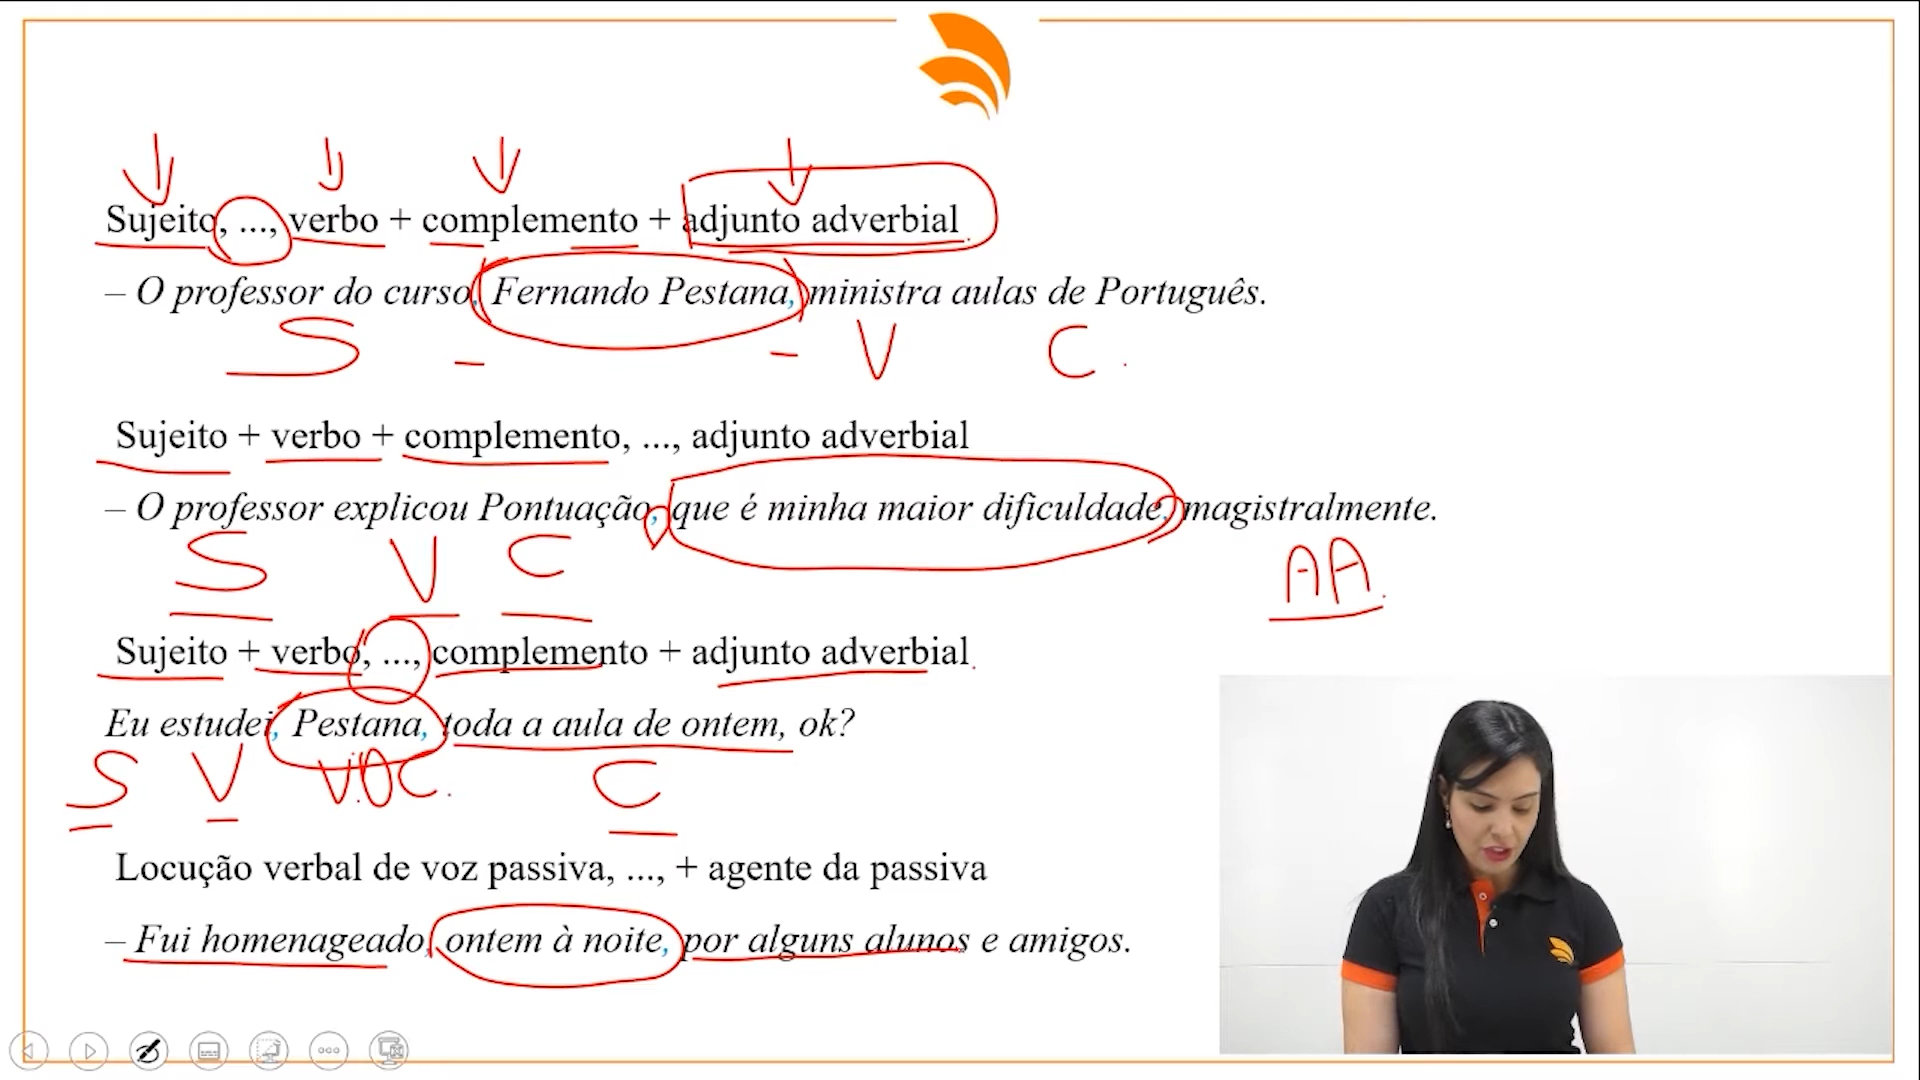 Sujeito, ..., verbo + complemento + adjunto adverbial
– O professor do curso, Fernando Pestana, ministra aulas de Português.
S V C
Sujeito + verbo + complemento, ..., adjunto adverbial
– O professor explicou Pontuação, que é minha maior dificuldade, magistralmente.
S V C AA
Sujeito + verbo, ..., complemento + adjunto adverbial
Eu estudei, Pestana, toda a aula de ontem, ok?
S V VOC. C
Locução verbal de voz passiva, ..., + agente da passiva
– Fui homenageado, ontem à noite, por alguns alunos e amigos.